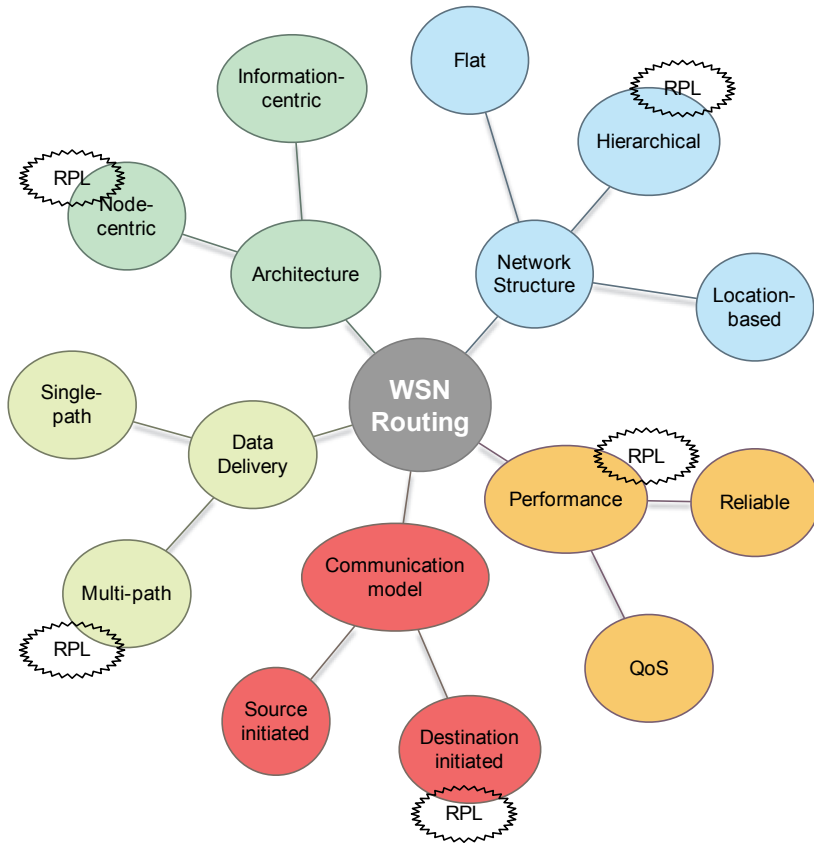 Flat
Information-
centric
RPL
Hierarchical
RPL
Node-
centric
Architecture
Network
Structure
Location-
based
WSN
Routing
Single-
path
Data
Delivery
RPL
Performance
Reliable
Communication
model
Multi-path
RPL
QoS
Source
initiated
Destination
initiated
RPL